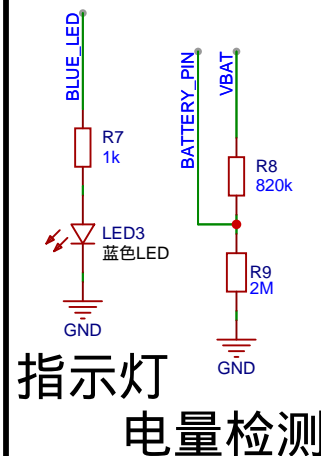 BLUE_LED
R7
1k
LED3
蓝色LED
GND
BATTERY_PIN
VBAT
R8
820k
R9
2M
GND
指示灯
电量检测